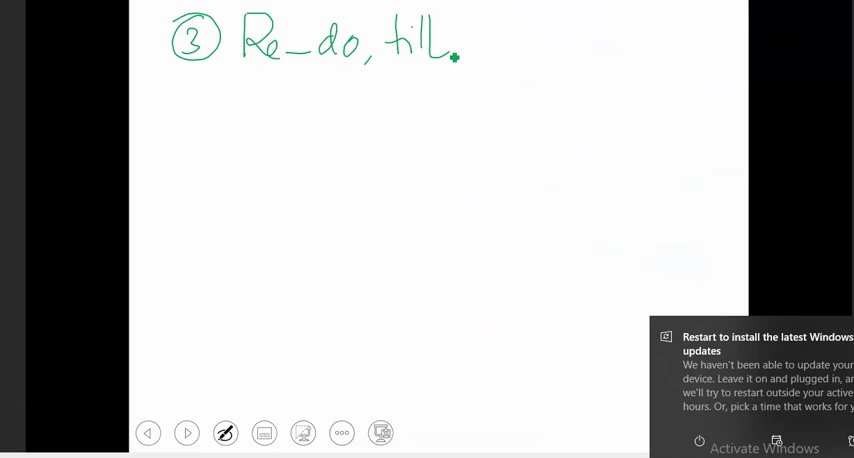 ③ Re-do, till
Restart to install the latest Windows
updates
We haven't been able to update your
device. Leave it on and plugged in, an
we'll try to restart outside your active
hours. Or, pick a time that works for y
Activate Windows